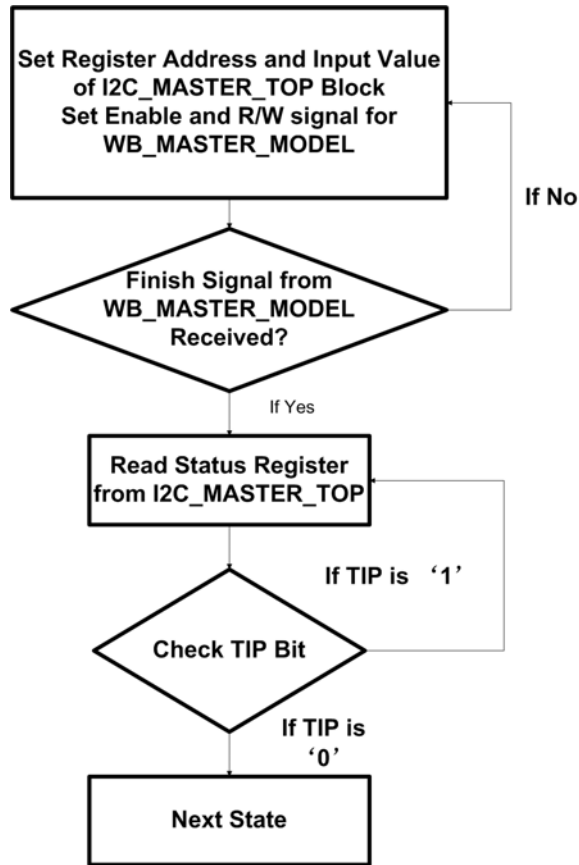 Set Register Address and Input Value
of I2C_MASTER_TOP Block
Set Enable and R/W signal for
WB_MASTER_MODEL
If No
Finish Signal from
WB_MASTER_MODEL
Received?
If Yes
Read Status Register
from I2C_MASTER_TOP
If TIP is ‘1’
Check TIP Bit
If TIP is
‘0’
Next State